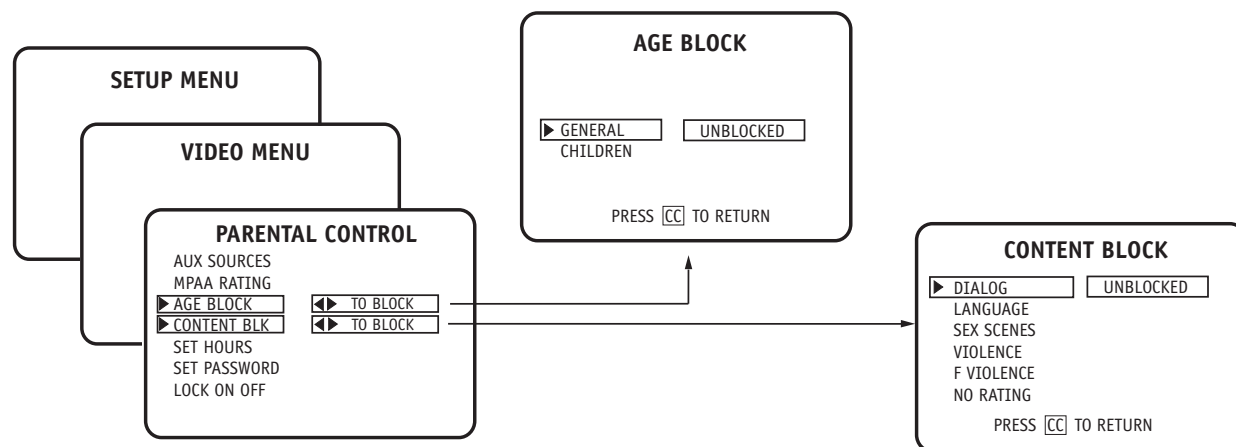 SETUP MENU
VIDEO MENU
PARENTAL CONTROL
AUX SOURCES
MPAA RATING
AGE BLOCK TO BLOCK
CONTENT BLK TO BLOCK
SET HOURS
SET PASSWORD
LOCK ON OFF
AGE BLOCK
GENERAL UNBLOCKED
CHILDREN
PRESS CC TO RETURN
CONTENT BLOCK
DIALOG UNBLOCKED
LANGUAGE
SEX SCENES
VIOLENCE
F VIOLENCE
NO RATING
PRESS CC TO RETURN